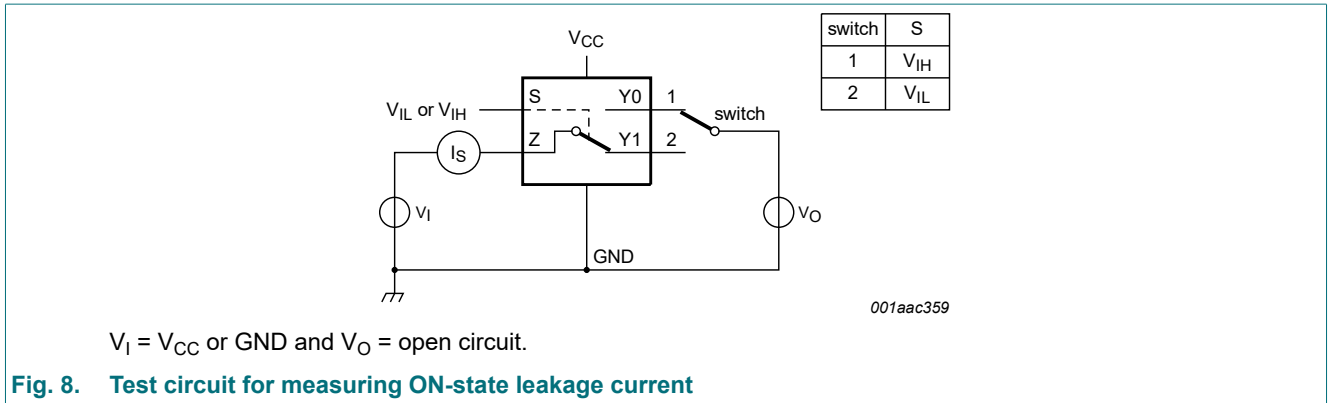 switch S
1 VIH
2 VIL
VCC
VIL or VIH
S
Y0
1
switch
Z
Y1
2
IS
VI
VO
GND
001aac359
VI = VCC or GND and VO = open circuit.
Fig. 8. Test circuit for measuring ON-state leakage current